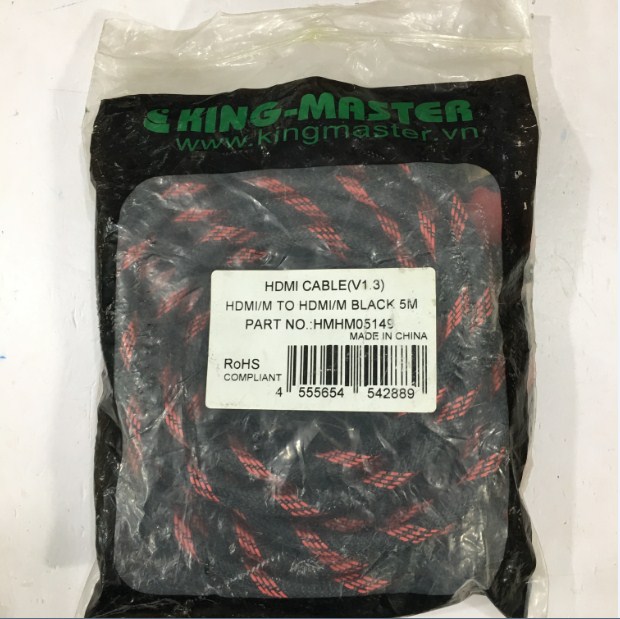 KING-MASTER
www.kingmaster.vn
HDMI CABLE(V1.3)
HDMI/M TO HDMI/M BLACK 5M
PART NO.:HMHM05149
MADE IN CHINA
RoHS
COMPLIANT
4 555654 542889